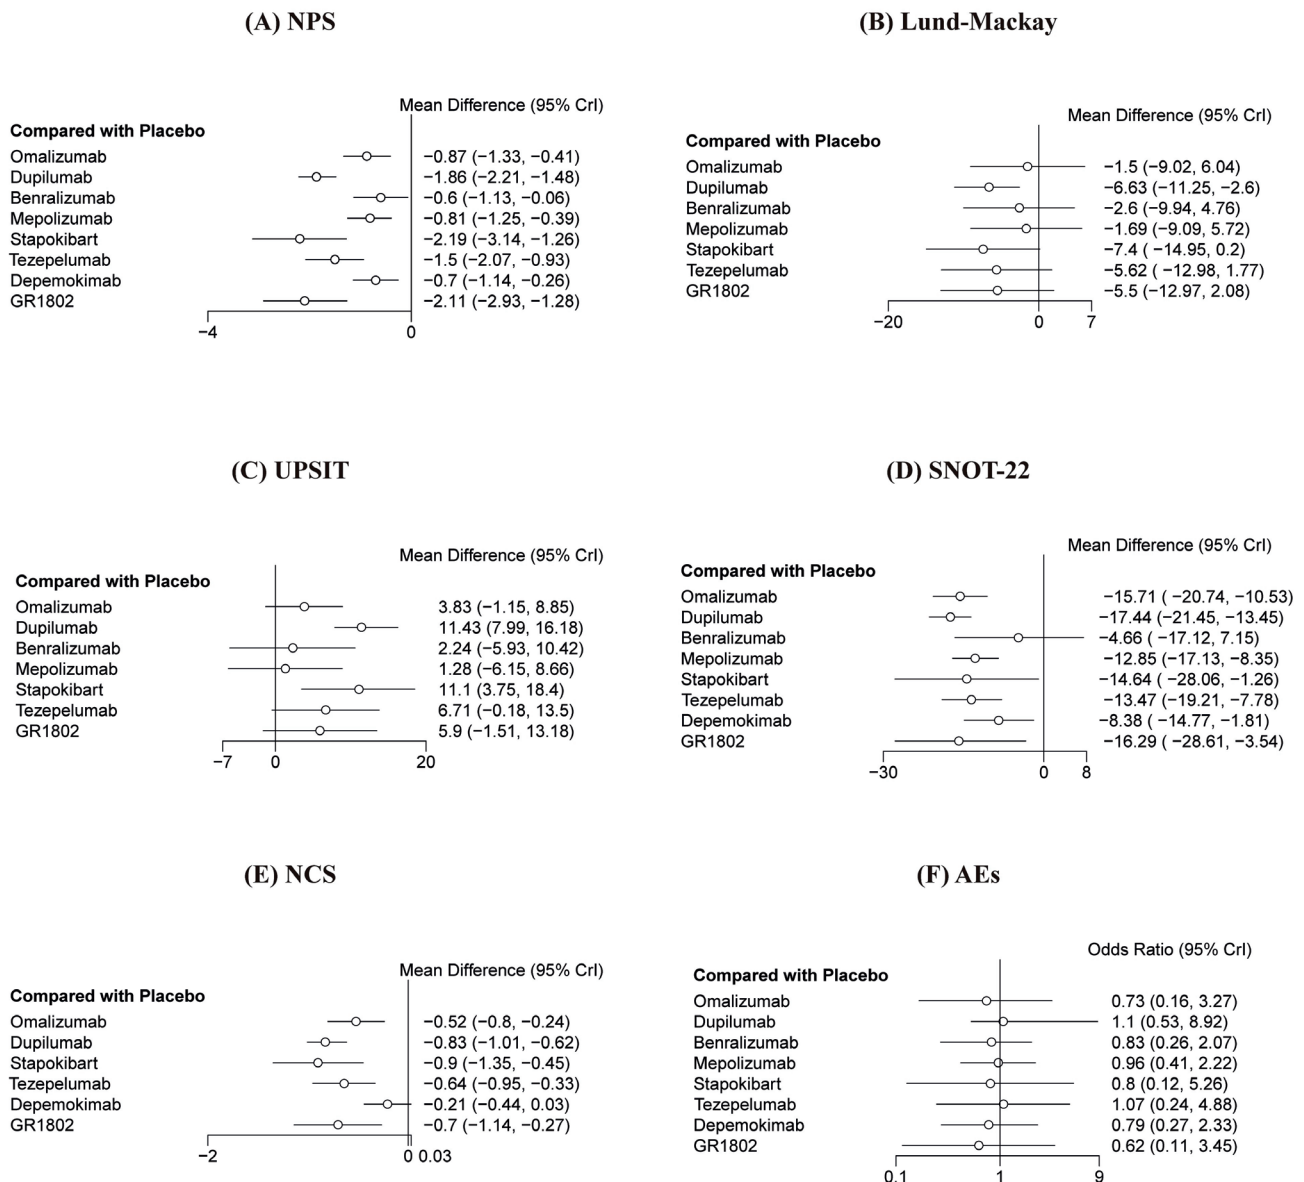 (A) NPS
Mean Difference (95% CrI)
Compared with Placebo
Omalizumab −0.87 (−1.33, −0.41)
Dupilumab −1.86 (−2.21, −1.48)
Benralizumab −0.6 (−1.13, −0.06)
Mepolizumab −0.81 (−1.25, −0.39)
Stapokibart −2.19 (−3.14, −1.26)
Tezepelumab −1.5 (−2.07, −0.93)
Depemokimab −0.7 (−1.14, −0.26)
GR1802 −2.11 (−2.93, −1.28)
−4 0
(B) Lund-Mackay
Mean Difference (95% CrI)
Compared with Placebo
Omalizumab −1.5 (−9.02, 6.04)
Dupilumab −6.63 (−11.25, −2.6)
Benralizumab −2.6 (−9.94, 4.76)
Mepolizumab −1.69 (−9.09, 5.72)
Stapokibart −7.4 ( −14.95, 0.2)
Tezepelumab −5.62 ( −12.98, 1.77)
GR1802 −5.5 (−12.97, 2.08)
−20 0 7
(C) UPSIT
Mean Difference (95% CrI)
Compared with Placebo
Omalizumab 3.83 (−1.15, 8.85)
Dupilumab 11.43 (7.99, 16.18)
Benralizumab 2.24 (−5.93, 10.42)
Mepolizumab 1.28 (−6.15, 8.66)
Stapokibart 11.1 (3.75, 18.4)
Tezepelumab 6.71 (−0.18, 13.5)
GR1802 5.9 (−1.51, 13.18)
−7 0 20
(D) SNOT-22
Mean Difference (95% CrI)
Compared with Placebo
Omalizumab −15.71 ( −20.74, −10.53)
Dupilumab −17.44 (−21.45, −13.45)
Benralizumab −4.66 (−17.12, 7.15)
Mepolizumab −12.85 (−17.13, −8.35)
Stapokibart −14.64 ( −28.06, −1.26)
Tezepelumab −13.47 (−19.21, −7.78)
Depemokimab −8.38 ( −14.77, −1.81)
GR1802 −16.29 ( −28.61, −3.54)
−30 0 8
(E) NCS
Mean Difference (95% CrI)
Compared with Placebo
Omalizumab −0.52 (−0.8, −0.24)
Dupilumab −0.83 (−1.01, −0.62)
Stapokibart −0.9 (−1.35, −0.45)
Tezepelumab −0.64 (−0.95, −0.33)
Depemokimab −0.21 (−0.44, 0.03)
GR1802 −0.7 (−1.14, −0.27)
−2 0 0.03
(F) AEs
Odds Ratio (95% CrI)
Compared with Placebo
Omalizumab 0.73 (0.16, 3.27)
Dupilumab 1.1 (0.53, 8.92)
Benralizumab 0.83 (0.26, 2.07)
Mepolizumab 0.96 (0.41, 2.22)
Stapokibart 0.8 (0.12, 5.26)
Tezepelumab 1.07 (0.24, 4.88)
Depemokimab 0.79 (0.27, 2.33)
GR1802 0.62 (0.11, 3.45)
0.1 1 9